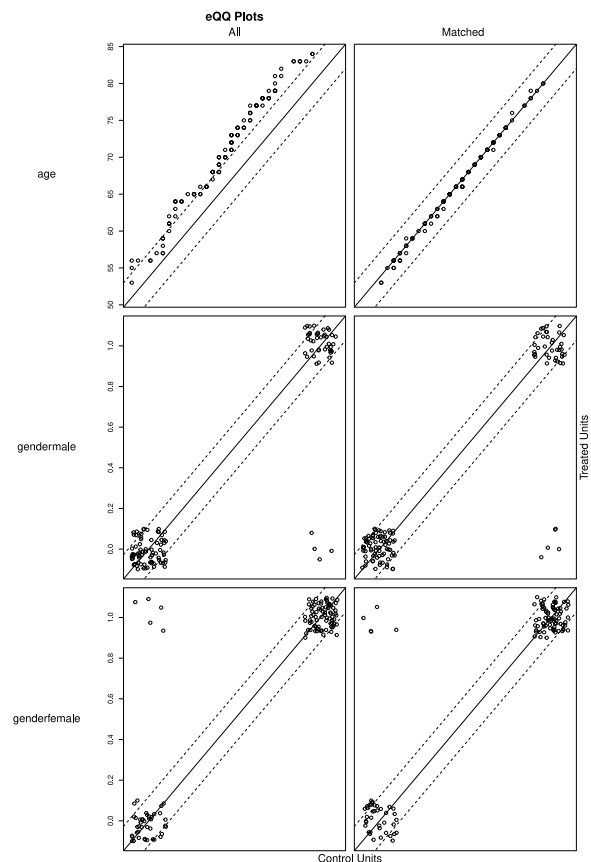 eQQ Plots
All
Matched
age
50 55 60 65 70 75 80 85
gendermale
0.0 0.2 0.4 0.6 0.8 1.0
Treated Units
genderfemale
0.0 0.2 0.4 0.6 0.8 1.0
Control Units